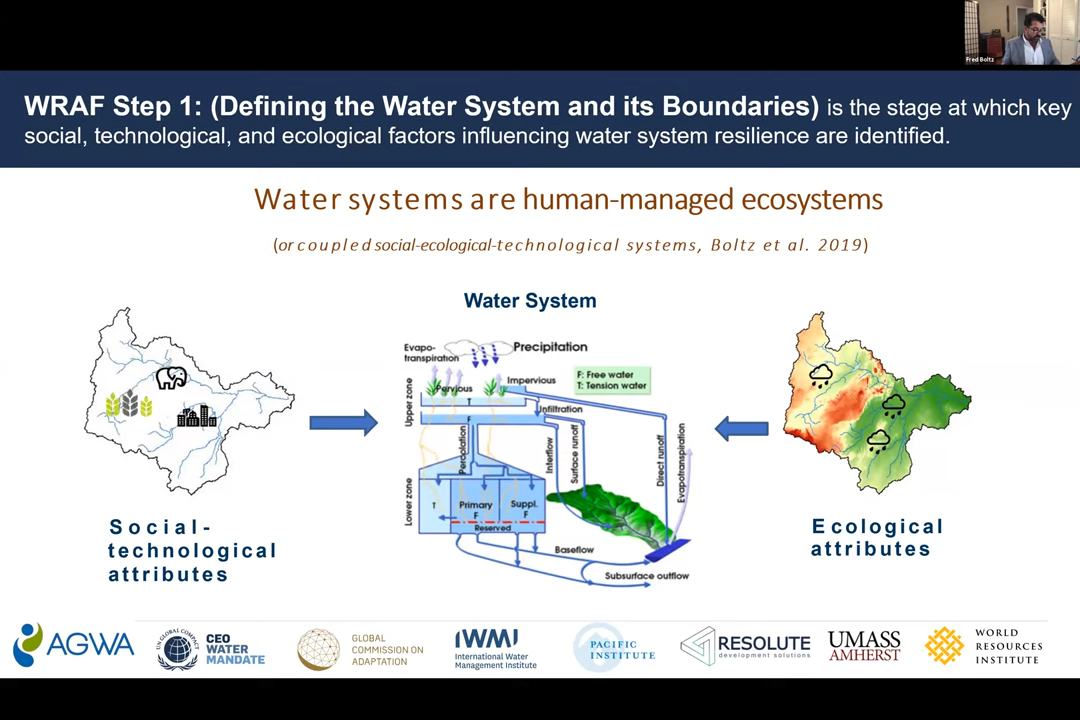 Fred Boltz
WRAF Step 1: (Defining the Water System and its Boundaries) is the stage at which key
social, technological, and ecological factors influencing water system resilience are identified.
Water systems are human-managed ecosystems
(or coupled social-ecological-technological systems, Boltz et al. 2019)
Water System
Evapo-
transpiration
Precipitation
Pervious
Impervious
F: Free water
T: Tension water
Upper zone
T
F
Infiltration
Percolation
Interflow
Surface runoff
Direct runoff
Evapotranspiration
Lower zone
T
Primary
F
Suppl.
F
Reserved
Baseflow
Subsurface outflow
Social-
technological
attributes
Ecological
attributes
AGWA
UN GLOBAL COMPACT
CEO
WATER
MANDATE
GLOBAL
COMMISSION ON
ADAPTATION
IWMI
International Water
Management Institute
PACIFIC
INSTITUTE
RESOLUTE
development solutions
UMASS
AMHERST
WORLD
RESOURCES
INSTITUTE